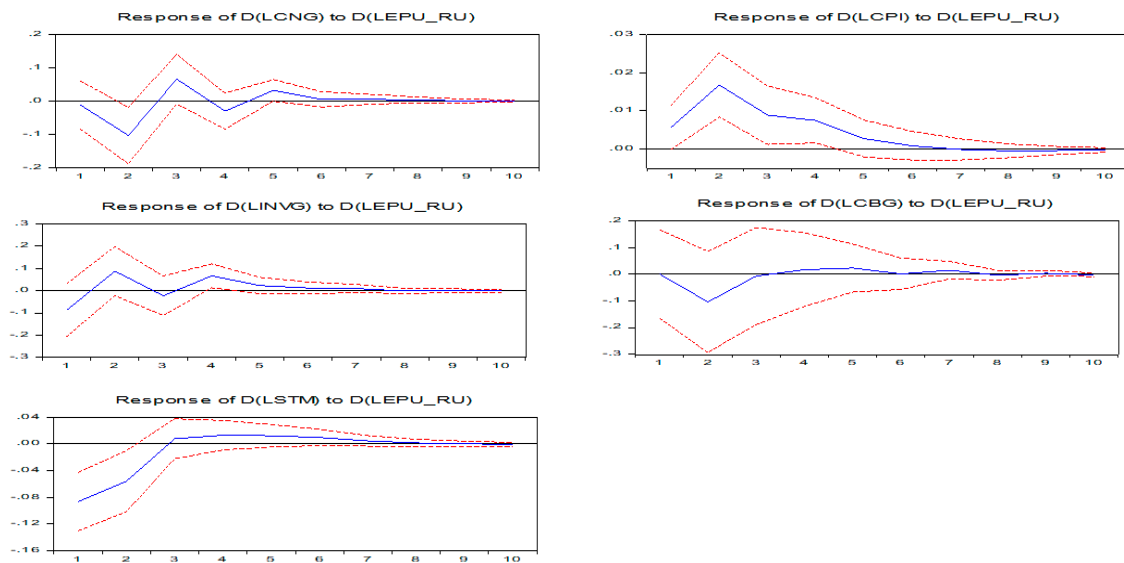 Response of D(LCNG) to D(LEPU_RU)
.2
.1
.0
-.1
-.2
1 2 3 4 5 6 7 8 9 10
Response of D(LCPI) to D(LEPU_RU)
.03
.02
.01
.00
1 2 3 4 5 6 7 8 9 10
Response of D(LINVG) to D(LEPU_RU)
.3
.2
.1
.0
-.1
-.2
-.3
1 2 3 4 5 6 7 8 9 10
Response of D(LCBG) to D(LEPU_RU)
.2
.1
.0
-.1
-.2
-.3
1 2 3 4 5 6 7 8 9 10
Response of D(LSTM) to D(LEPU_RU)
.04
.00
-.04
-.08
-.12
-.16
1 2 3 4 5 6 7 8 9 10